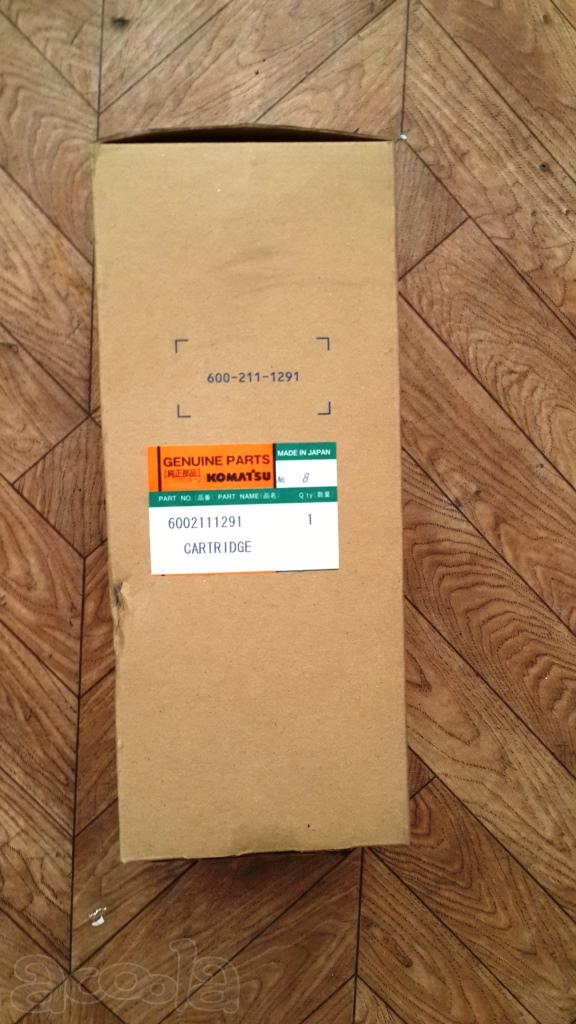 600-211-1291
GENUINE PARTS
MADE IN JAPAN
[純正部品] KOMATSU
№ 8
PART NO.[品番] PART NAME[品名] Q'ty[数量]
6002111291 1
CARTRIDGE
acoola